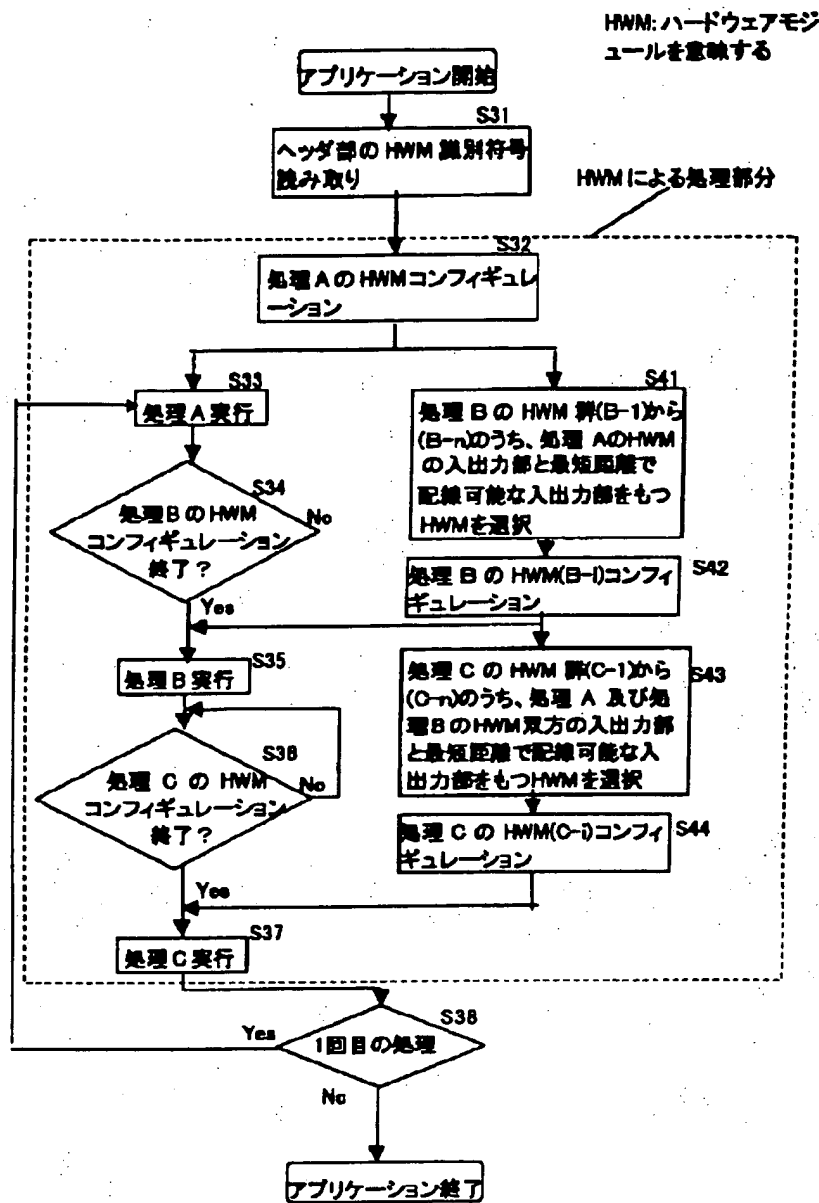 HWM: ハードウェアモジ
ュールを意味する
アプリケーション開始
S31
ヘッダ部の HWM 識別符号
読み取り
HWM による処理部分
S32
処理 A の HWM コンフィギュレ
ーション
S33
処理 A 実行
S34
処理 B の HWM
コンフィギュレーション
終了？
No
Yes
S41
処理 B の HWM 群(B-1)から
(B-n)のうち、処理 AのHWM
の入出力部と最短距離で
配線可能な入出力部をもつ
HWMを選択
処理 B の HWM(B-i)コンフィ
ギュレーション
S42
S35
処理 B 実行
処理 C の HWM 群(C-1)から
(C-n)のうち、処理 A 及び処
理BのHWM双方の入出力部
と最短距離で配線可能な入
出力部をもつHWMを選択
S43
S36
処理 C の HWM
コンフィギュレーション
終了？
No
Yes
処理 C の HWM(C-i)コンフィ
ギュレーション
S44
S37
処理 C 実行
S38
1回目の処理
Yes
No
アプリケーション終了